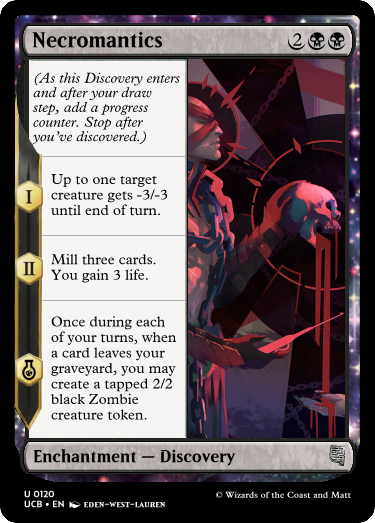 Necromantics 2
(As this Discovery enters
and after your draw
step, add a progress
counter. Stop after
you've discovered.)
I
Up to one target
creature gets -3/-3
until end of turn.
II
Mill three cards.
You gain 3 life.
Once during each
of your turns, when
a card leaves your
graveyard, you may
create a tapped 2/2
black Zombie
creature token.
Enchantment — Discovery
U 0120
UCB • EN EDEN-WEST-LAUREN
© Wizards of the Coast and Matt